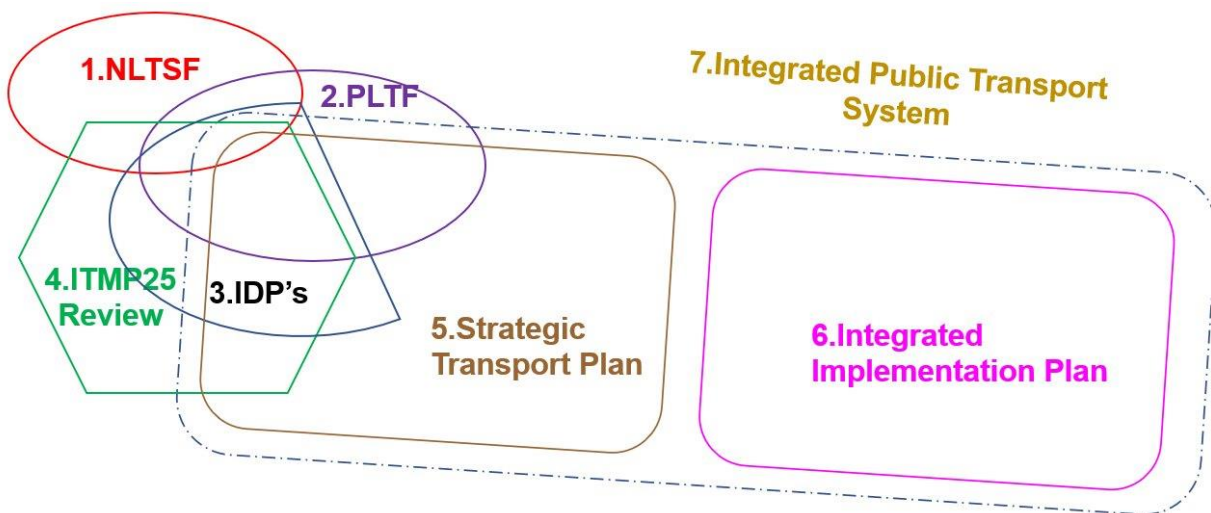 1.NLTSF
2.PLTF
7.Integrated Public Transport
System
4.ITMP25
Review
3.IDP's
5.Strategic
Transport Plan
6.Integrated
Implementation Plan